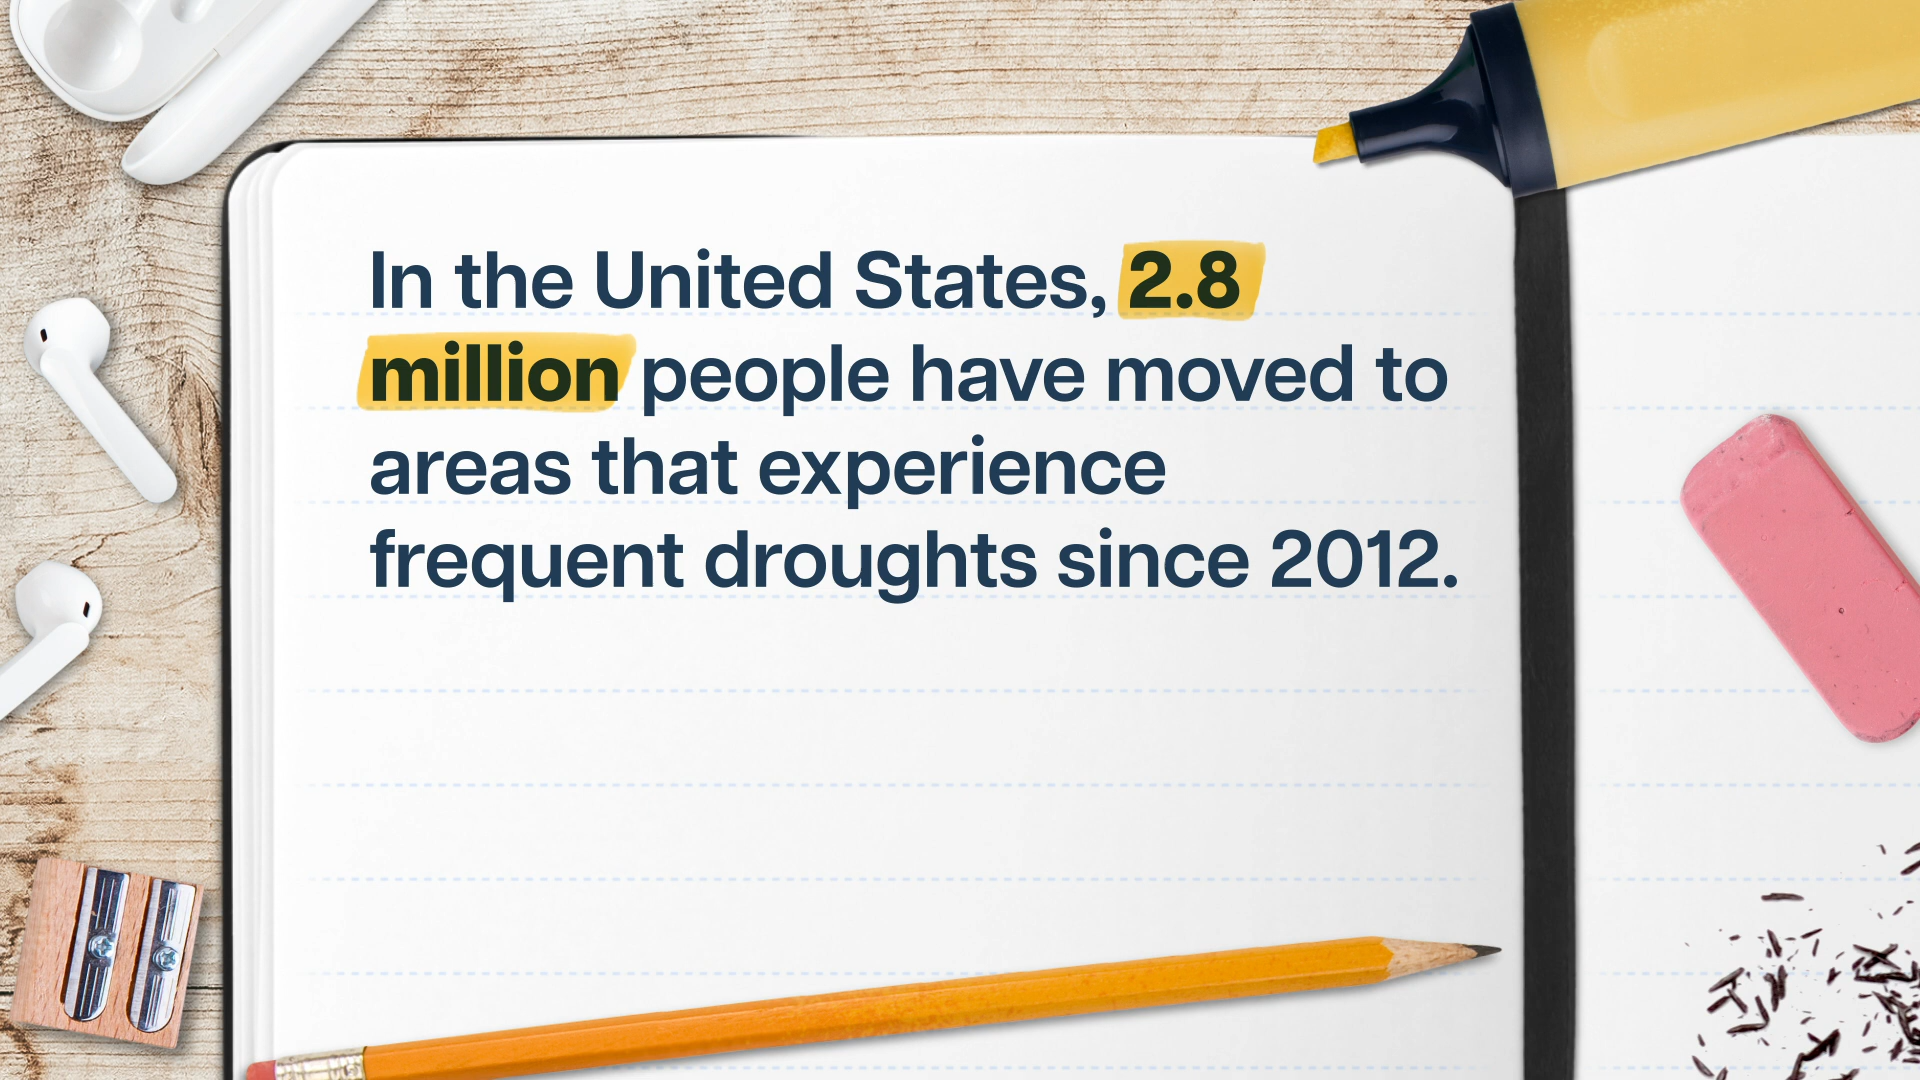 In the United States, 2.8
million people have moved to
areas that experience
frequent droughts since 2012.